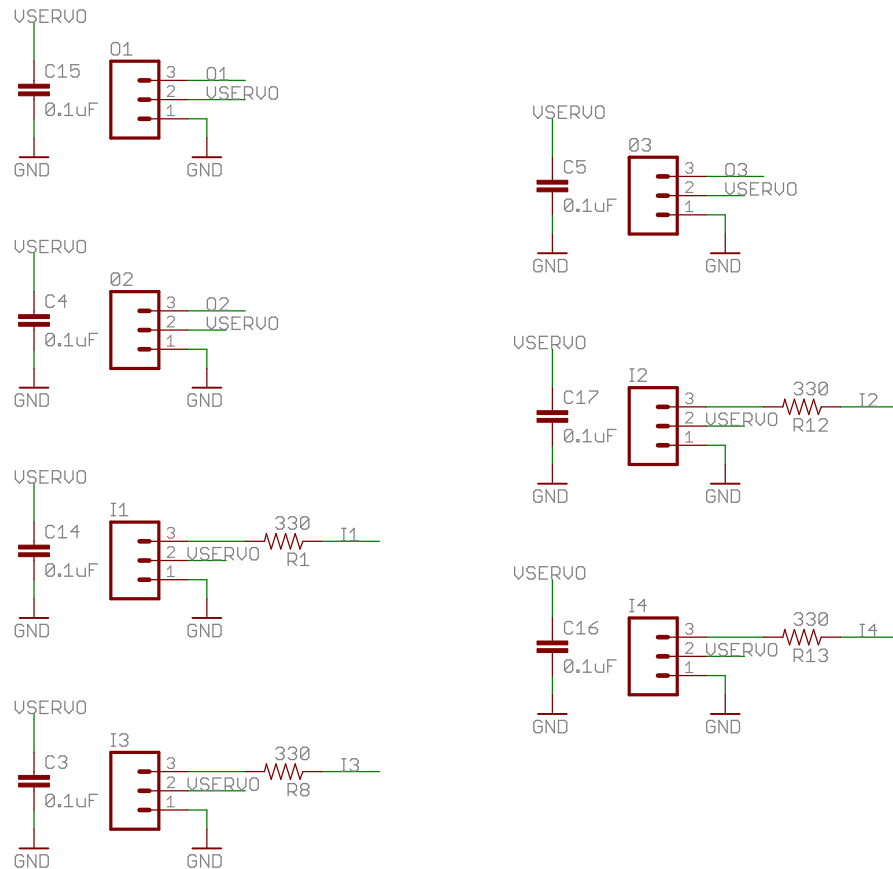 VSERVO
C15
0.1uF
GND
O1
3
O1
2
VSERVO
1
GND
VSERVO
C4
0.1uF
GND
02
3
O2
2
VSERVO
1
GND
VSERVO
C14
0.1uF
GND
I1
3
330
I1
2
VSERVO
R1
1
GND
VSERVO
C3
0.1uF
GND
I3
3
330
I3
2
VSERVO
R8
1
GND
VSERVO
C5
0.1uF
GND
03
3
O3
2
VSERVO
1
GND
VSERVO
C17
0.1uF
GND
I2
3
330
I2
2
VSERVO
R12
1
GND
VSERVO
C16
0.1uF
GND
I4
3
330
I4
2
VSERVO
R13
1
GND